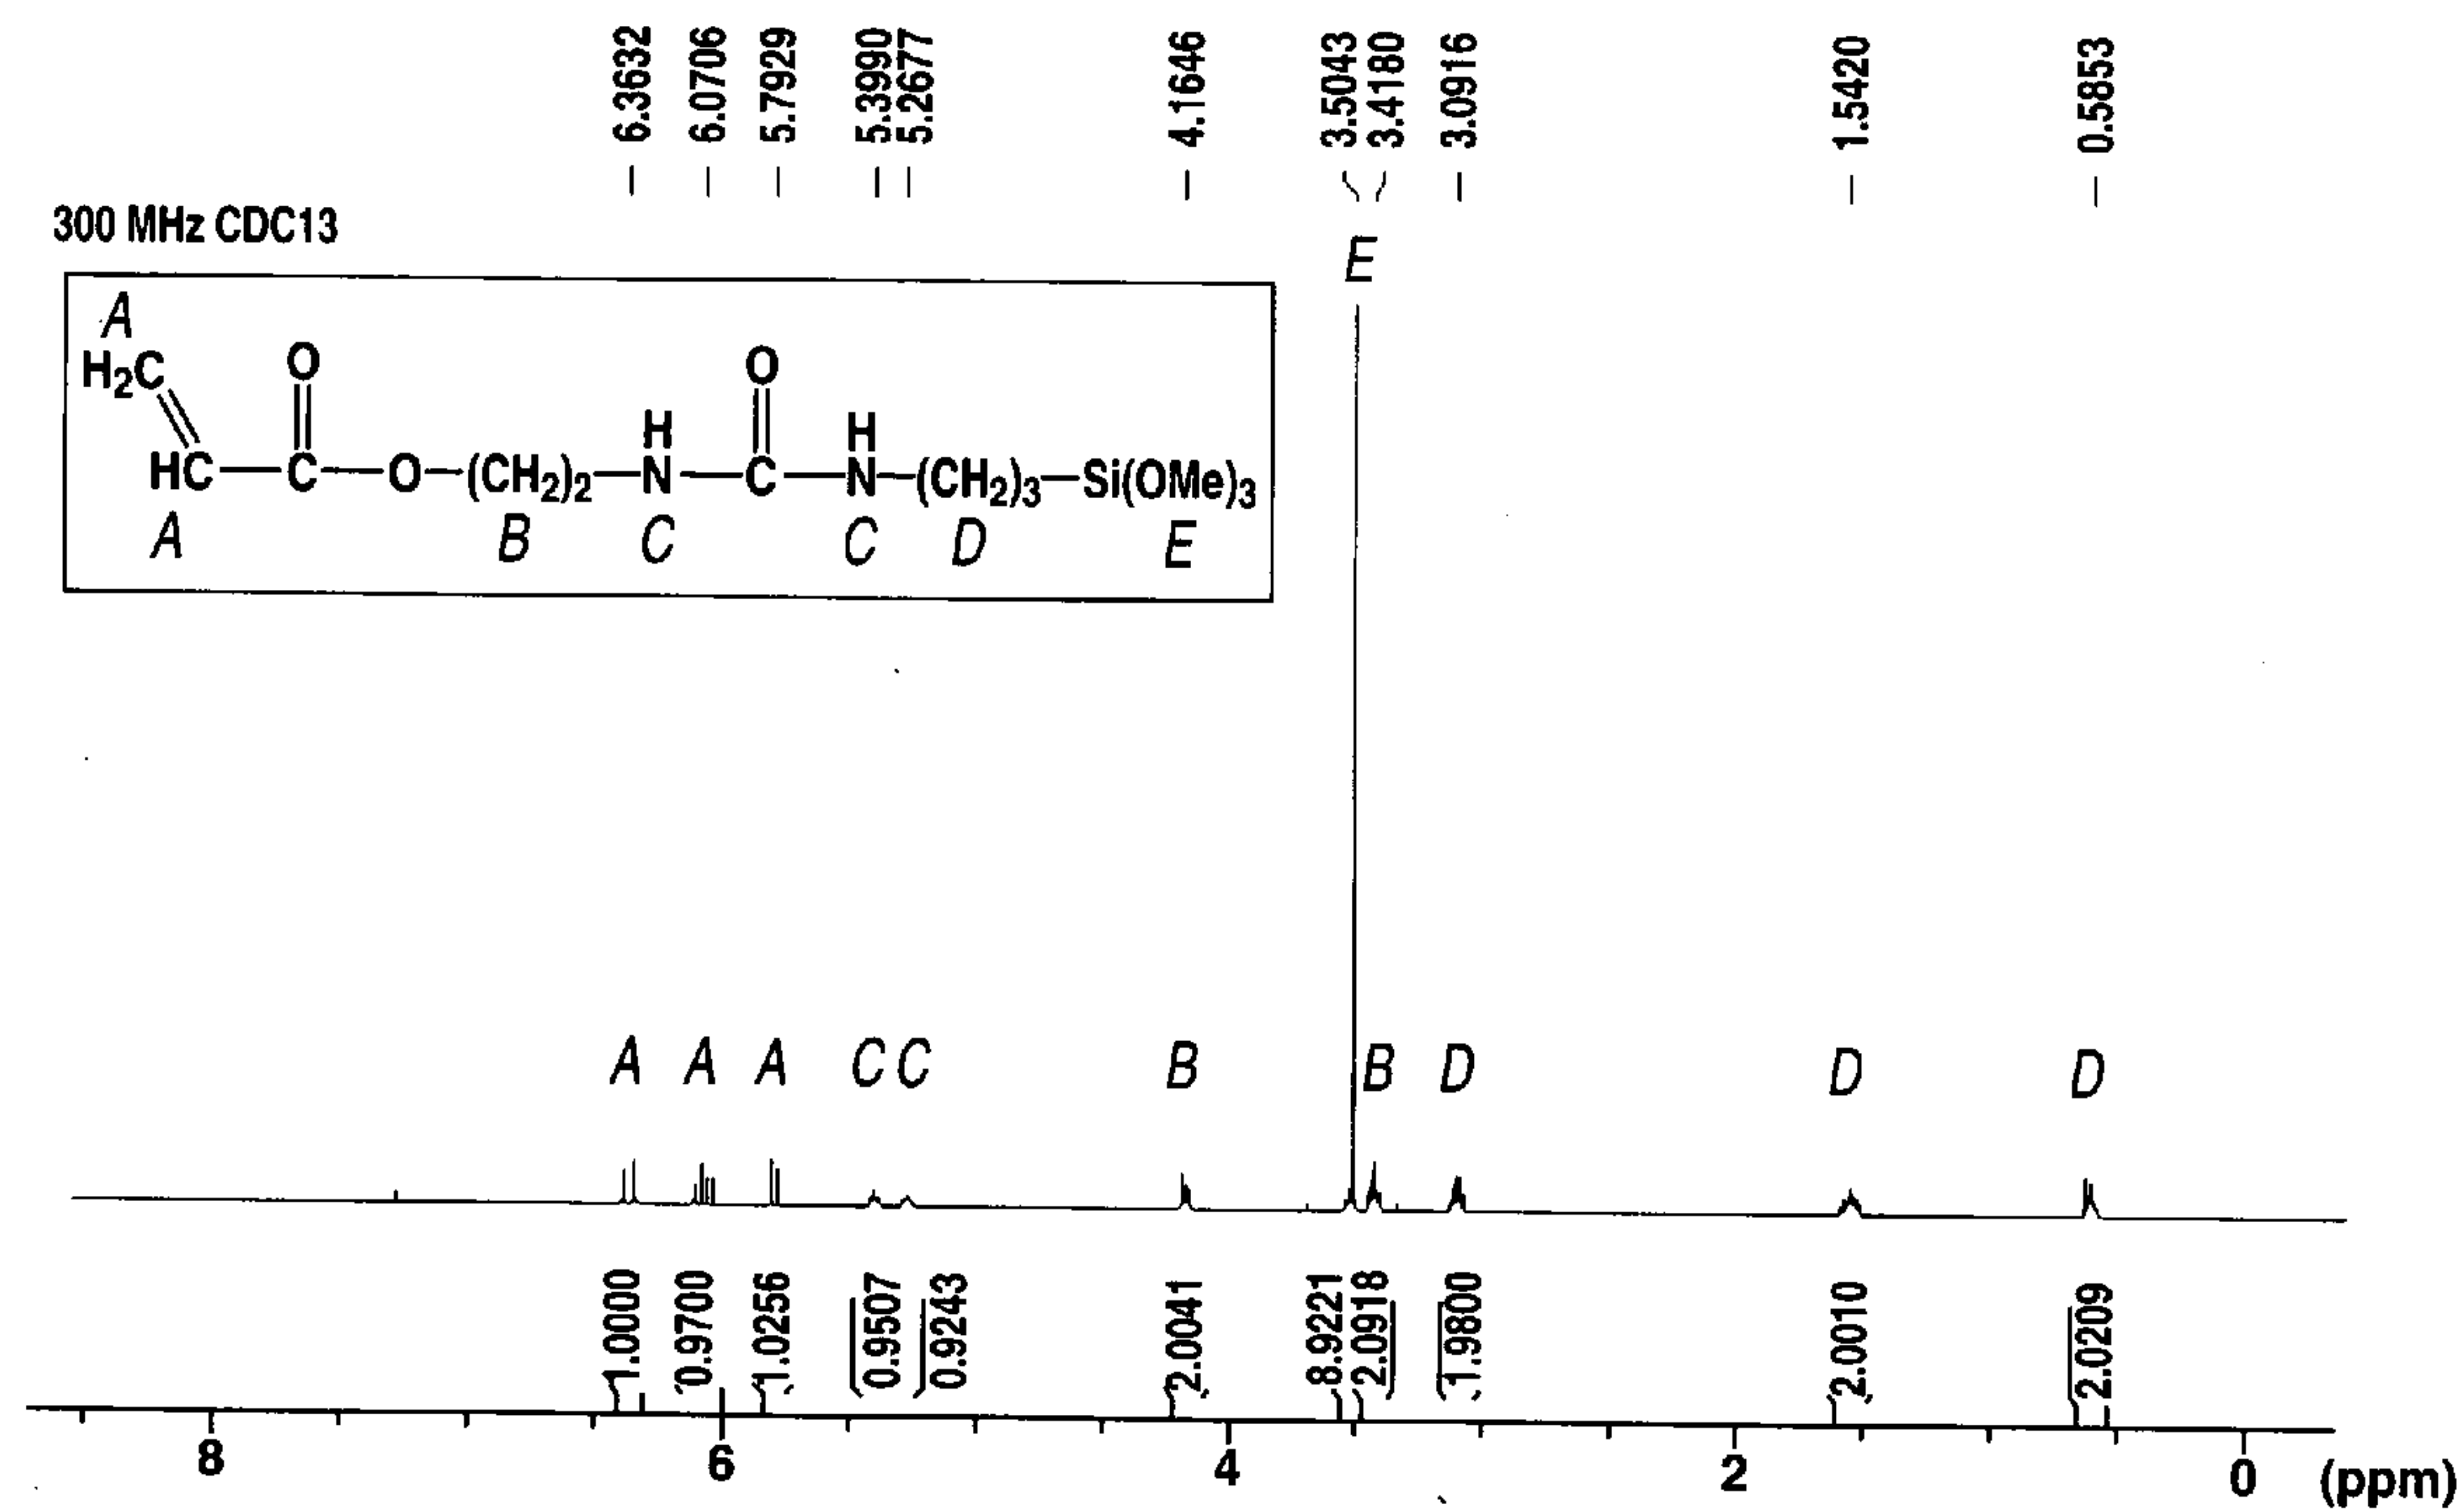 6.3632 6.0706 5.7929 5.3990 5.2677 4.1646 3.5043 3.4180 3.0916 1.5420 0.5853
300 MHz CDC13
E
A
H2C O O
H H
HC C O (CH2)2 N C N (CH2)3 Si(OMe)3
A B C C D E
A A A C C B B D D D
1.0000 0.9700 1.0256 0.9507 0.9243 2.0041 8.9221 2.0918 1.9800 2.0010 2.0209
8 6 4 2 0 (ppm)